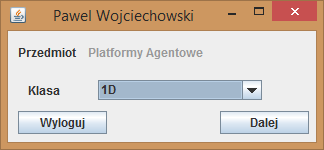 Pawel Wojciechowski
Przedmiot Platformy Agentowe
Klasa 1D
Wyloguj Dalej